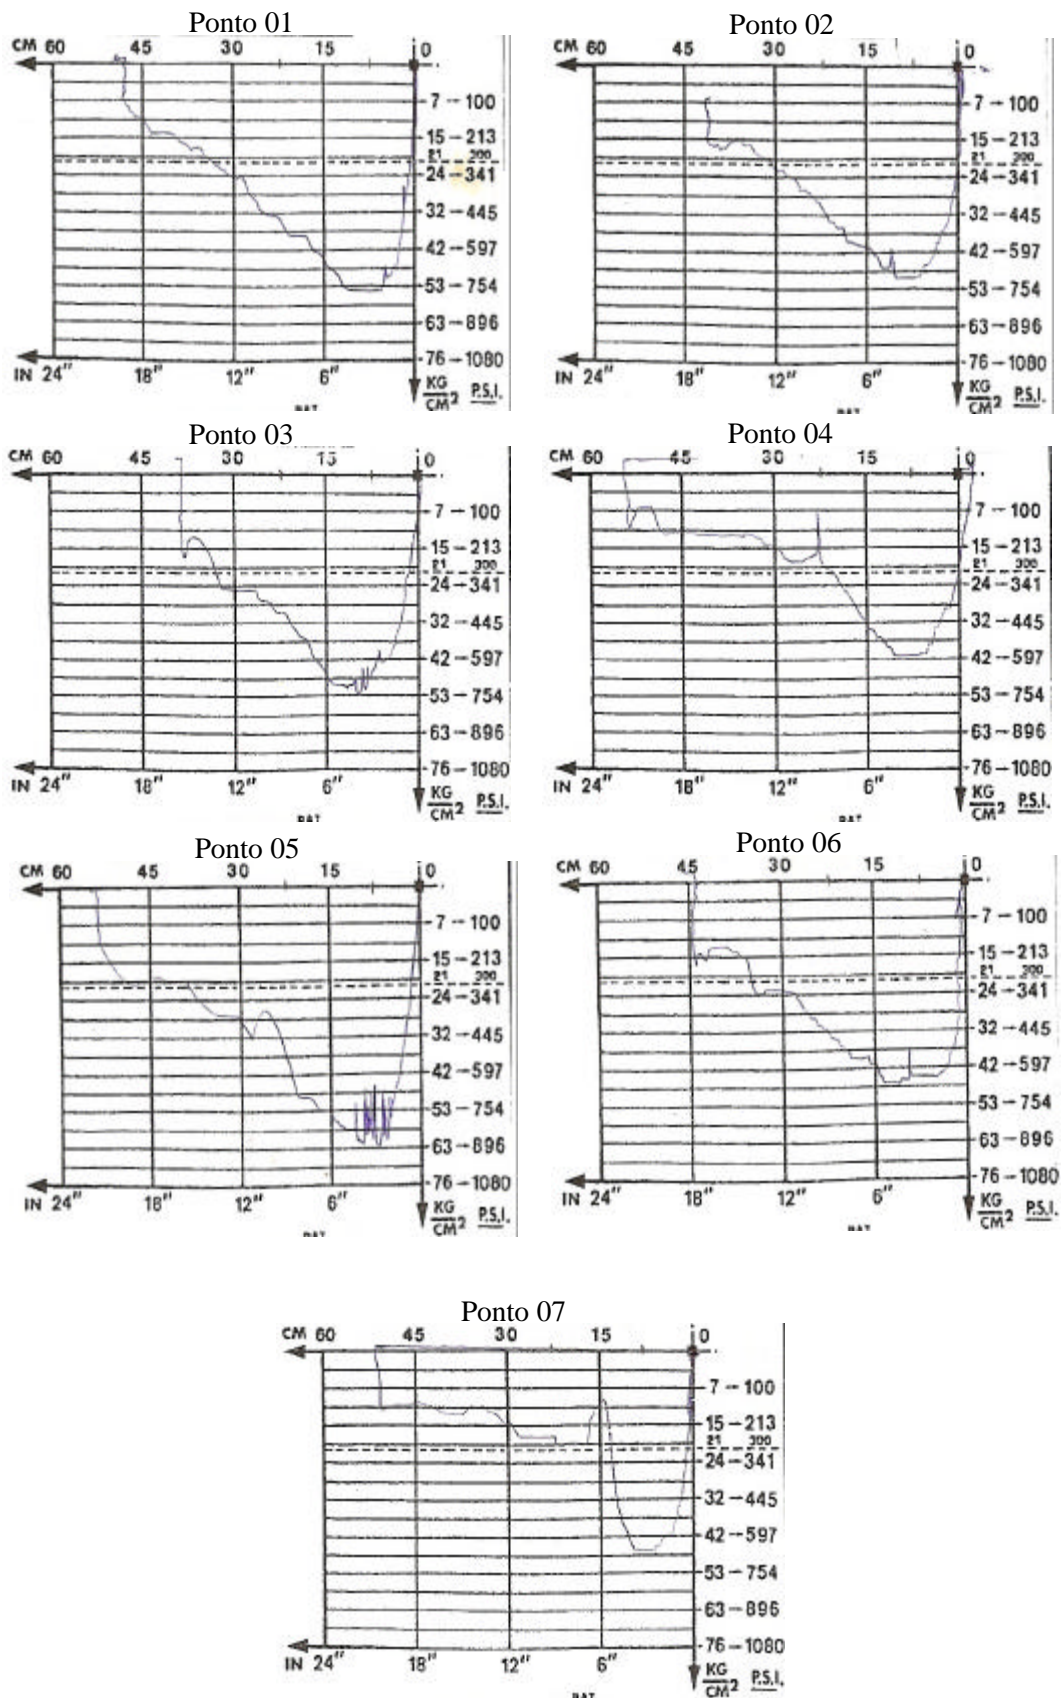 Ponto 01
CM 60 45 30 15 0
7 - 100
15 - 213
21 300
24 - 341
32 - 445
42 - 597
53 - 754
63 - 896
76 - 1080
IN 24" 18" 12" 6" KG/CM² P.S.I.
Ponto 02
CM 60 45 30 15 0
7 - 100
15 - 213
21 300
24 - 341
32 - 445
42 - 597
53 - 754
63 - 896
76 - 1080
IN 24" 18" 12" 6" KG/CM² P.S.I.
Ponto 03
CM 60 45 30 15 0
7 - 100
15 - 213
21 300
24 - 341
32 - 445
42 - 597
53 - 754
63 - 896
76 - 1080
IN 24" 18" 12" 6" KG/CM² P.S.I.
Ponto 04
CM 60 45 30 15 0
7 - 100
15 - 213
21 300
24 - 341
32 - 445
42 - 597
53 - 754
63 - 896
76 - 1080
IN 24" 18" 12" 6" KG/CM² P.S.I.
Ponto 05
CM 60 45 30 15 0
7 - 100
15 - 213
21 300
24 - 341
32 - 445
42 - 597
53 - 754
63 - 896
76 - 1080
IN 24" 18" 12" 6" KG/CM² P.S.I.
Ponto 06
CM 60 45 30 15 0
7 - 100
15 - 213
21 300
24 - 341
32 - 445
42 - 597
53 - 754
63 - 896
76 - 1080
IN 24" 18" 12" 6" KG/CM² P.S.I.
Ponto 07
CM 60 45 30 15 0
7 - 100
15 - 213
21 300
24 - 341
32 - 445
42 - 597
53 - 754
63 - 896
76 - 1080
IN 24" 18" 12" 6" KG/CM² P.S.I.